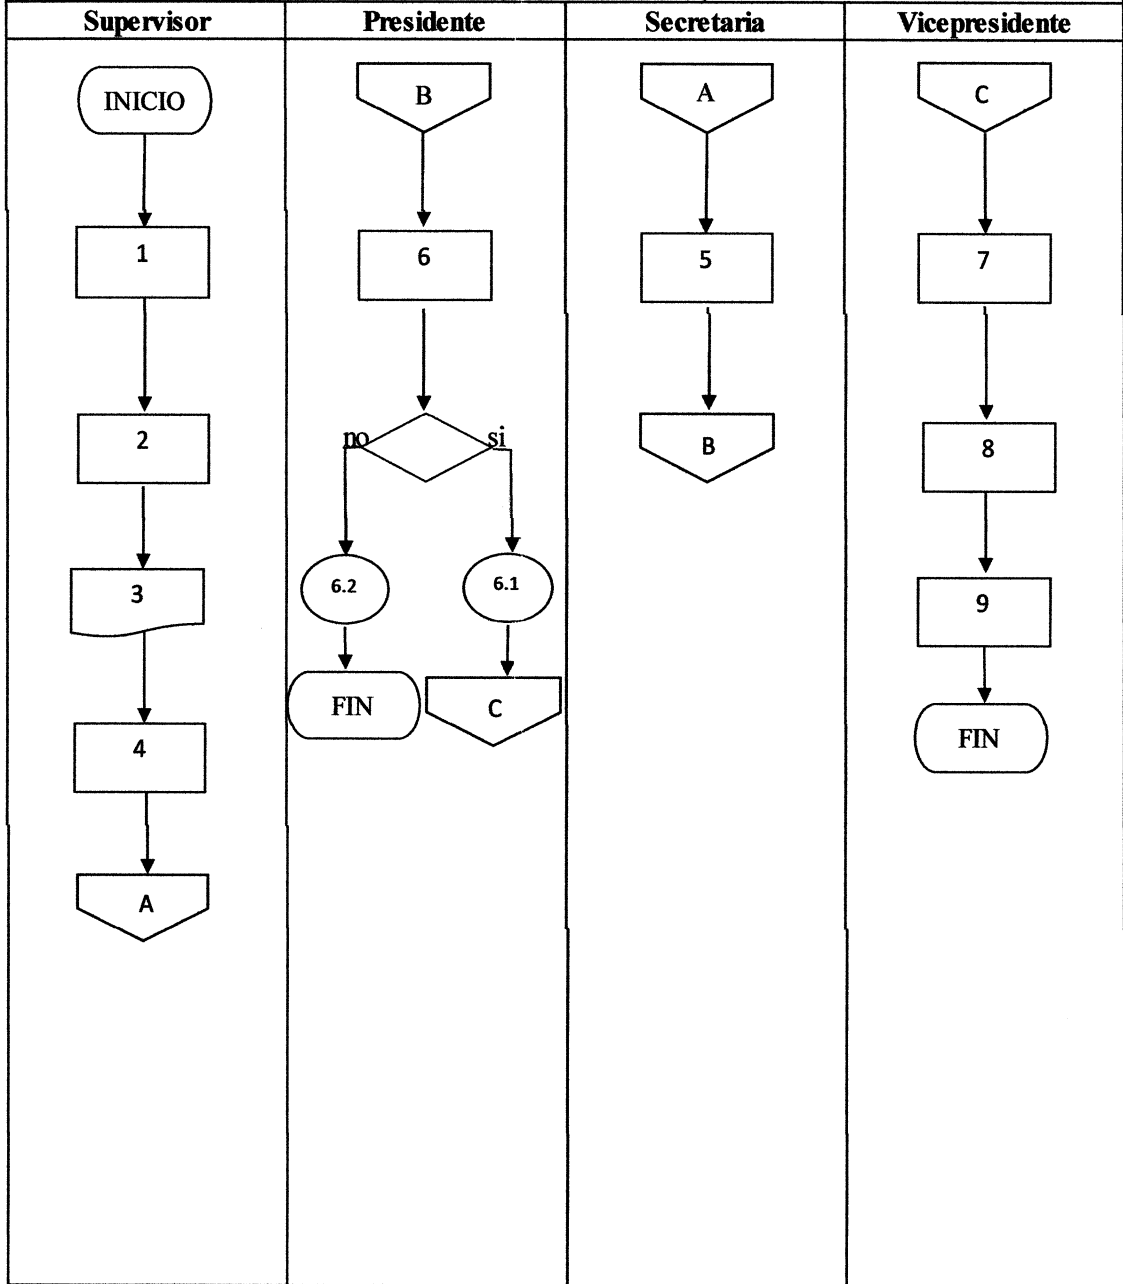 Supervisor
Presidente
Secretaria
Vicepresidente
INICIO
1
2
3
4
A
B
6
no
si
6.2
6.1
FIN
C
A
5
B
C
7
8
9
FIN